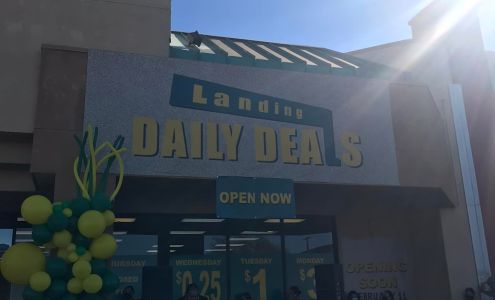 Landing
DAILY DEALS
OPEN NOW
TUESDAY
WEDNESDAY
TUESDAY
MONDAY
$0.25
$1
OPENING
SOON